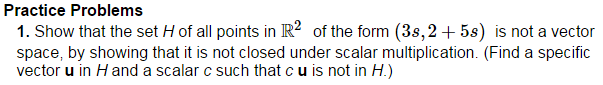 Practice Problems
1. Show that the set H of all points in ℝ² of the form (3s, 2 + 5s) is not a vector
space, by showing that it is not closed under scalar multiplication. (Find a specific
vector u in H and a scalar c such that c u is not in H.)